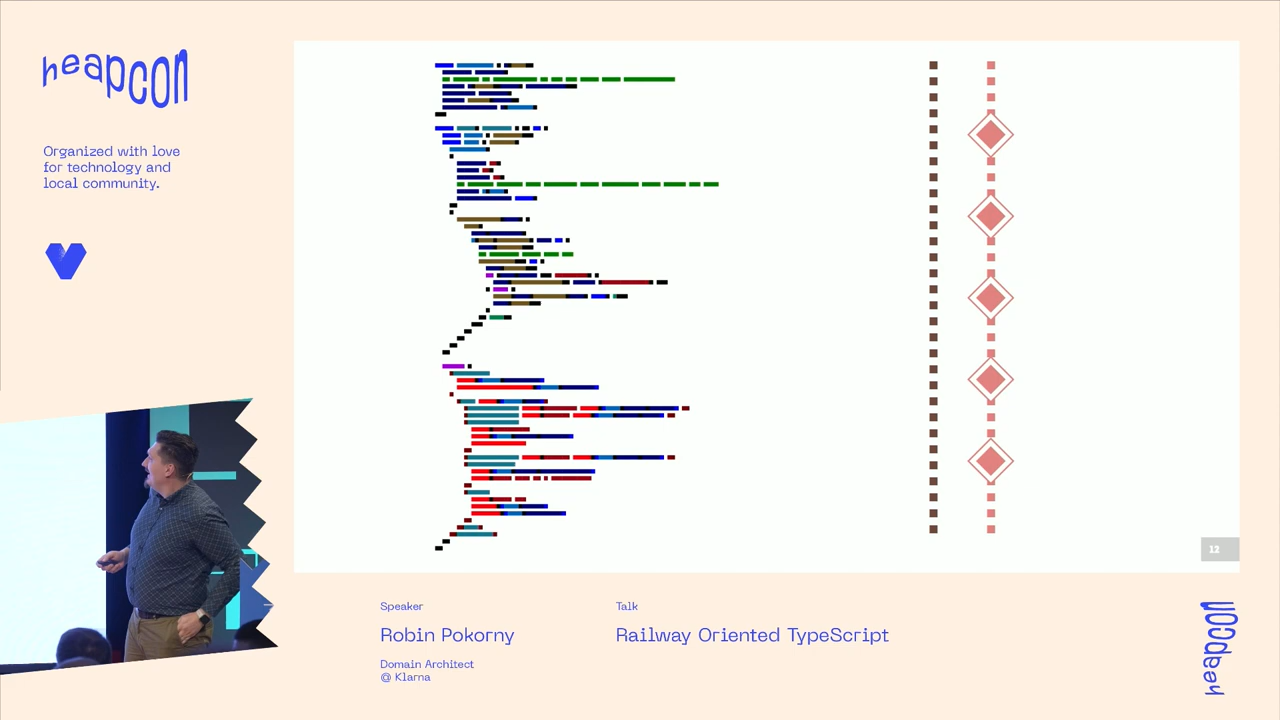 heapcon
Organized with love
for technology and
local community.
12
Speaker
Robin Pokorny
Domain Architect
@ Klarna
Talk
Railway Oriented TypeScript
heapcon